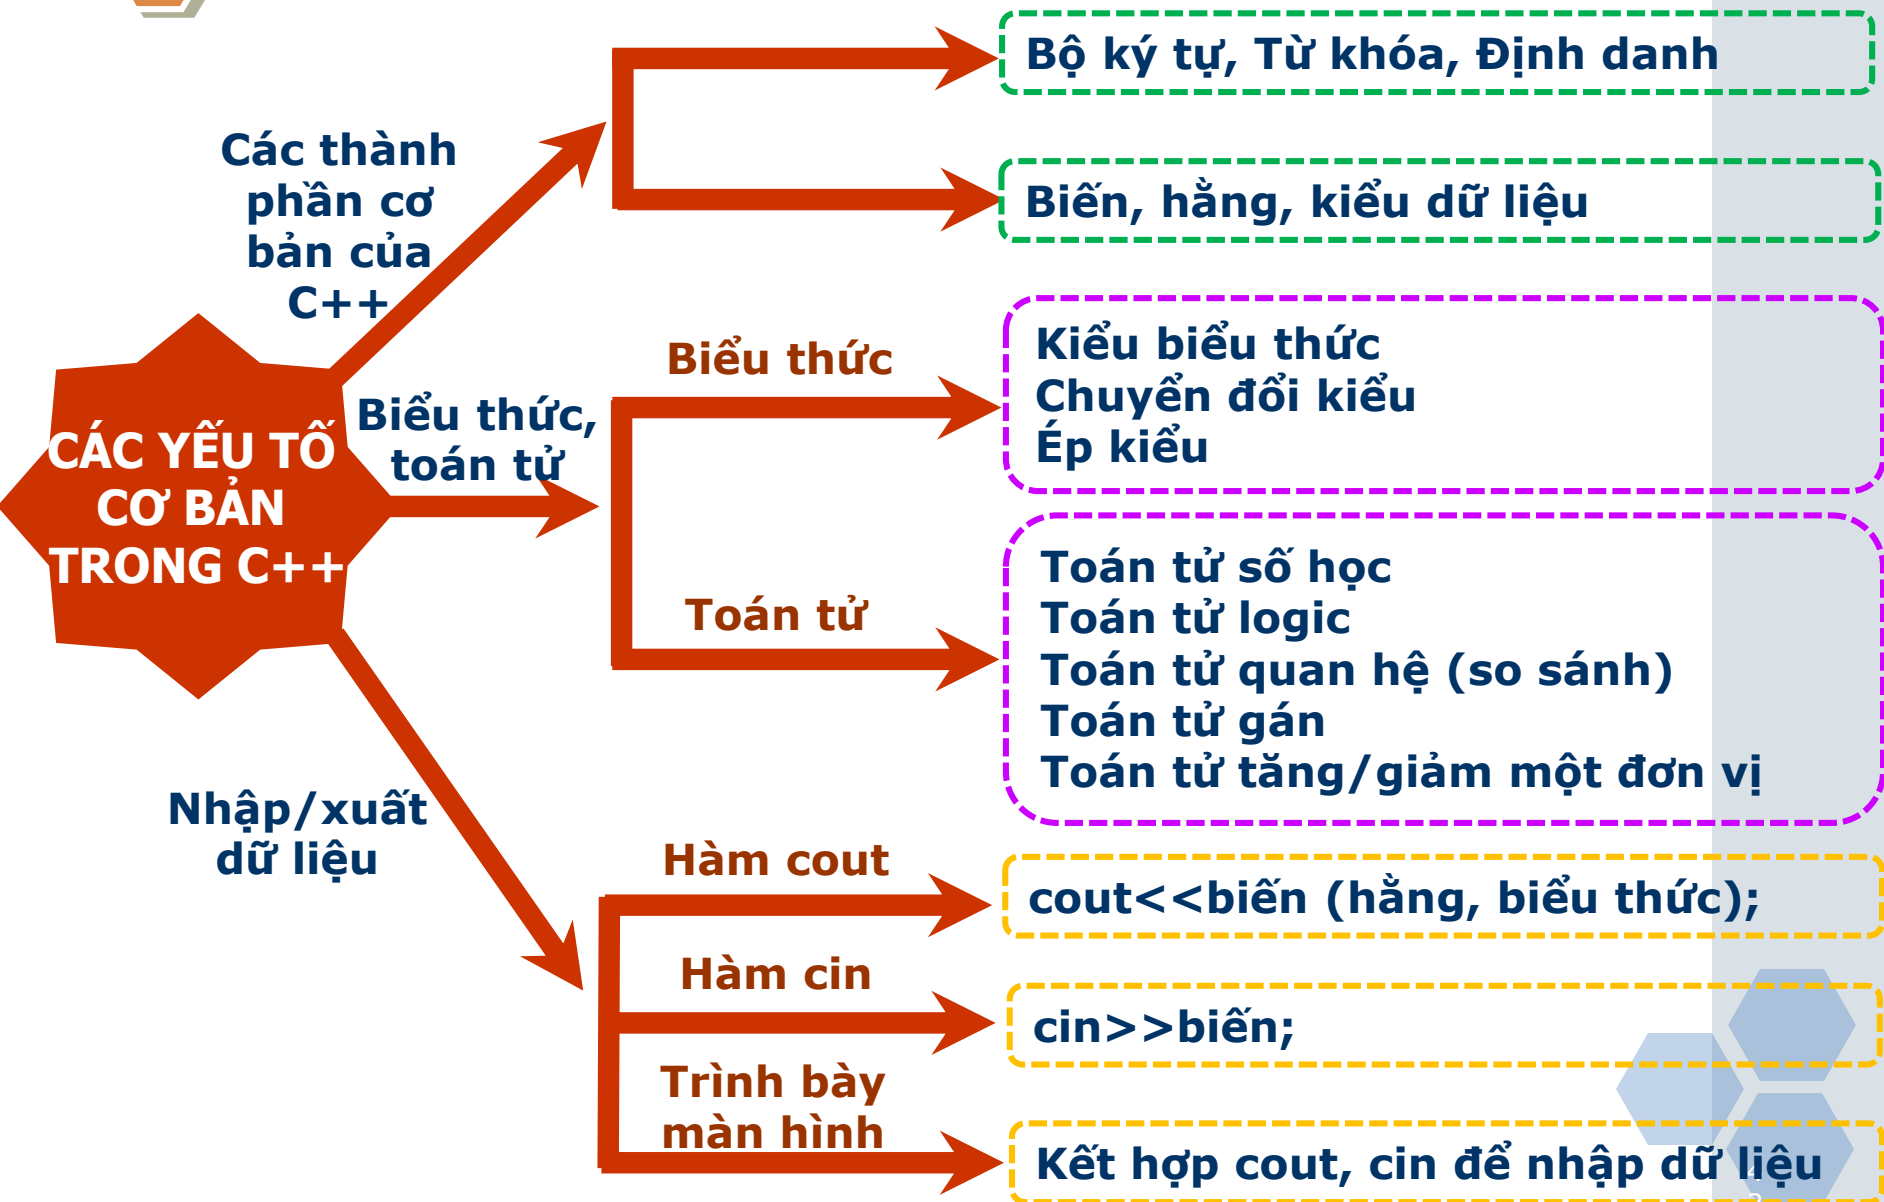 CÁC YẾU TỐ
CƠ BẢN
TRONG C++
Các thành
phần cơ
bản của
C++
Bộ ký tự, Từ khóa, Định danh
Biến, hằng, kiểu dữ liệu
Biểu thức,
toán tử
Biểu thức
Kiểu biểu thức
Chuyển đổi kiểu
Ép kiểu
Toán tử
Toán tử số học
Toán tử logic
Toán tử quan hệ (so sánh)
Toán tử gán
Toán tử tăng/giảm một đơn vị
Nhập/xuất
dữ liệu
Hàm cout
cout<<biến (hằng, biểu thức);
Hàm cin
cin>>biến;
Trình bày
màn hình
Kết hợp cout, cin để nhập dữ liệu